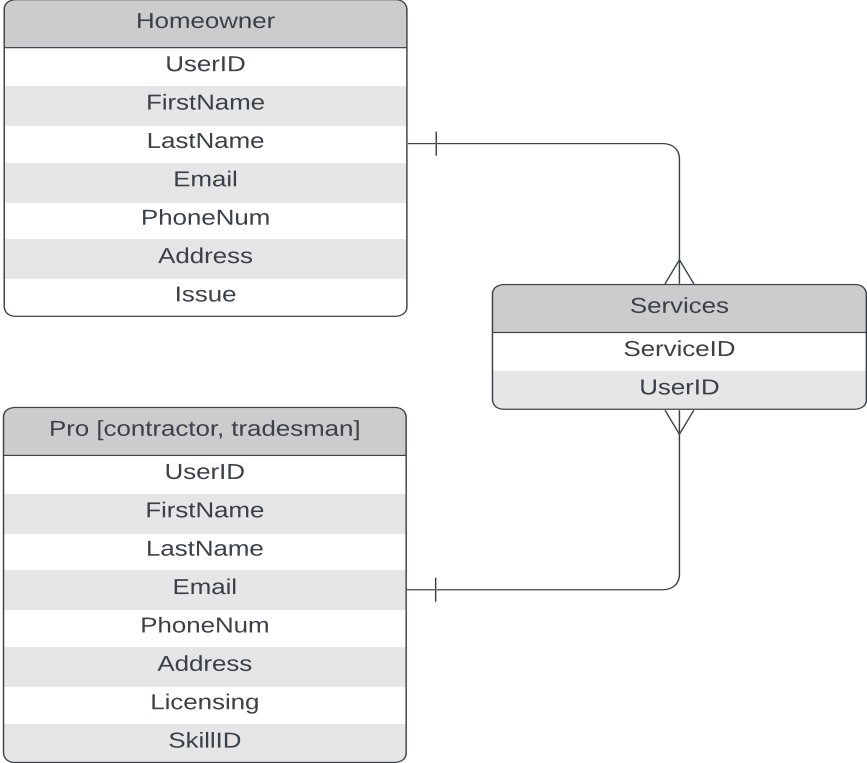 Homeowner
UserID
FirstName
LastName
Email
PhoneNum
Address
Issue
Services
ServiceID
UserID
Pro [contractor, tradesman]
UserID
FirstName
LastName
Email
PhoneNum
Address
Licensing
SkillID